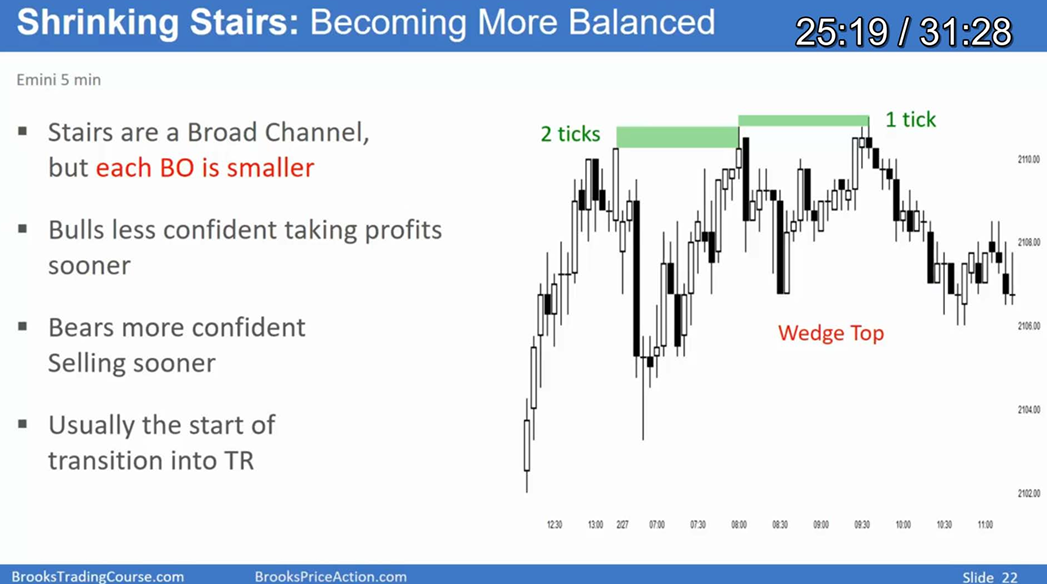 Shrinking Stairs: Becoming More Balanced
25:19 / 31:28
Emini 5 min
▪ Stairs are a Broad Channel,
but each BO is smaller
▪ Bulls less confident taking profits
sooner
▪ Bears more confident
Selling sooner
▪ Usually the start of
transition into TR
2 ticks
1 tick
Wedge Top
2110.00
2108.00
2106.00
2104.00
2102.00
12:30 13:00 2/27 07:00 07:30 08:00 08:30 09:00 09:30 10:00 10:30 11:00
BrooksTradingCourse.com BrooksPriceAction.com Slide 22